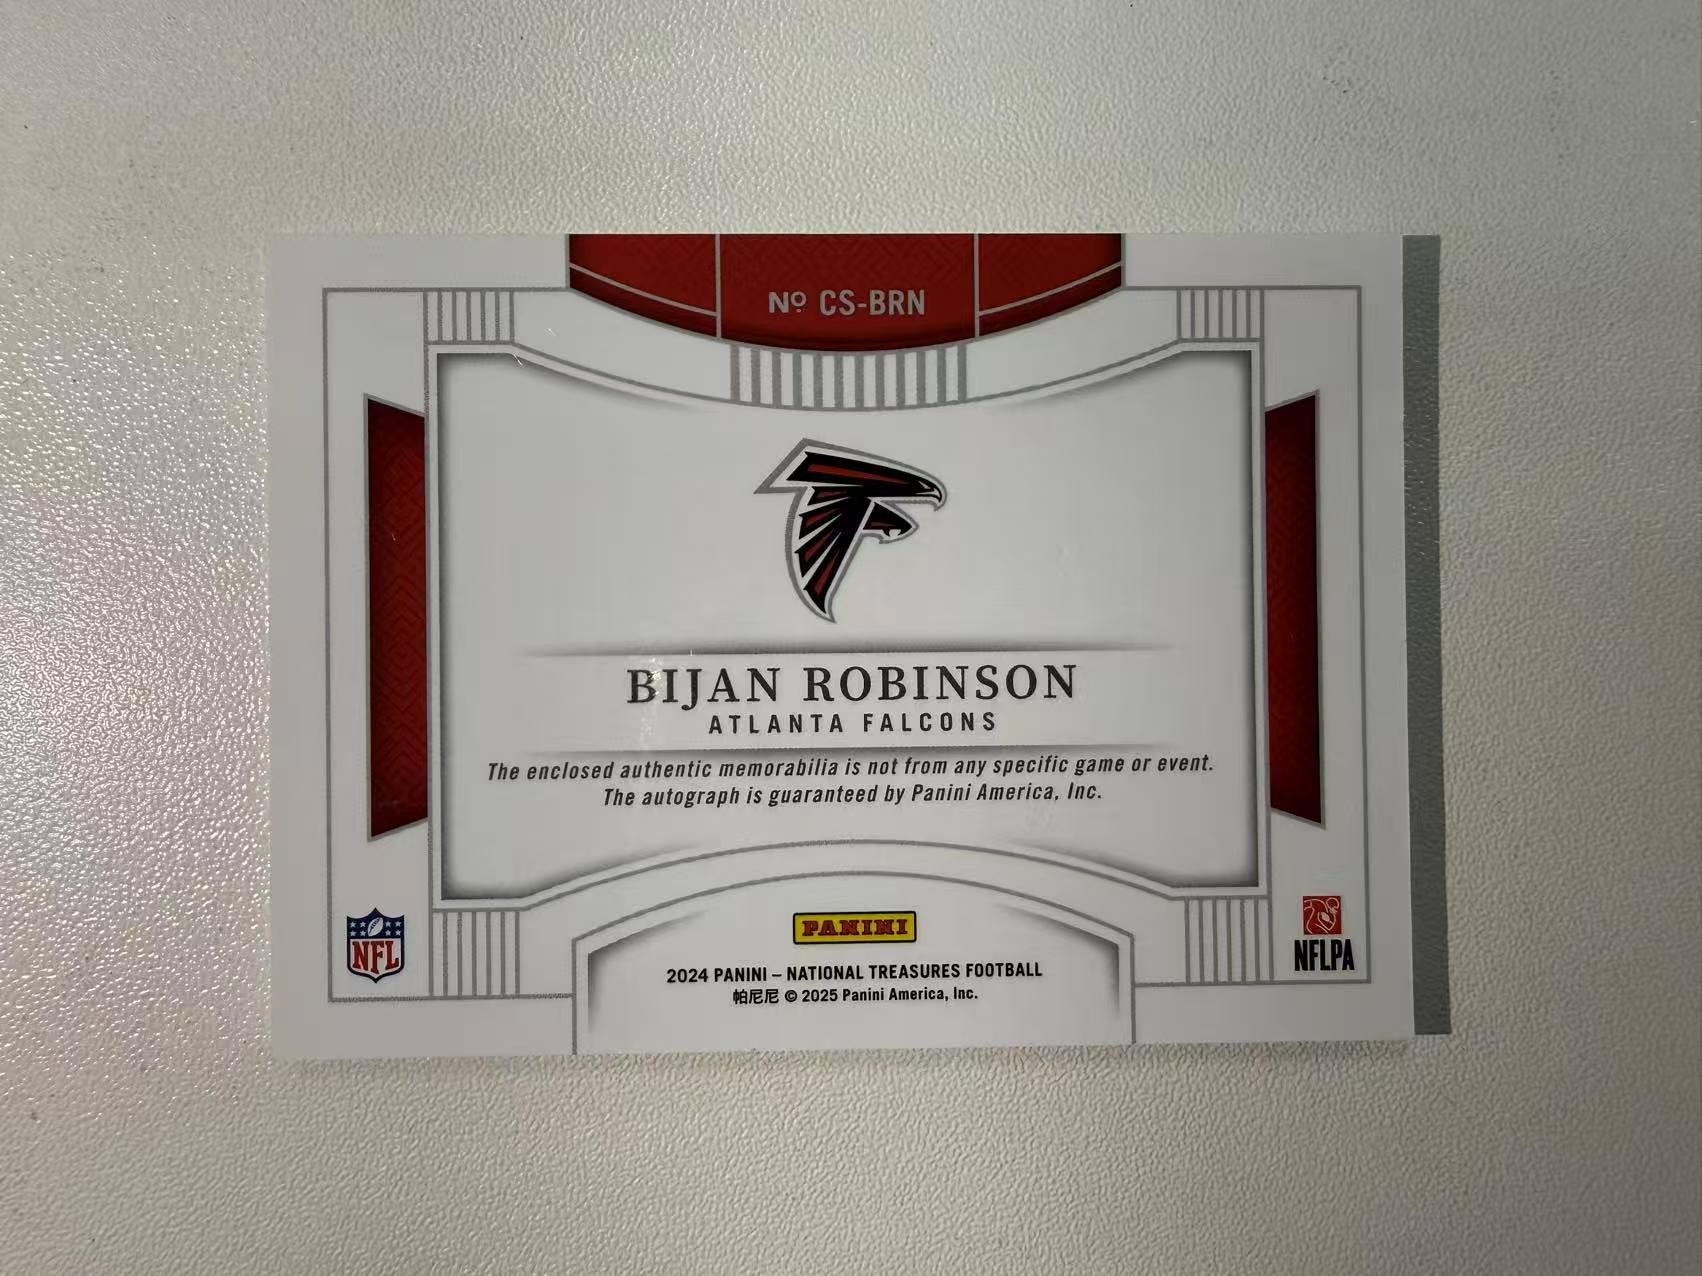 Nº CS-BRN
BIJAN ROBINSON
ATLANTA FALCONS
The enclosed authentic memorabilia is not from any specific game or event.
The autograph is guaranteed by Panini America, Inc.
NFL
PANINI
NFLPA
2024 PANINI – NATIONAL TREASURES FOOTBALL
帕尼尼 © 2025 Panini America, Inc.